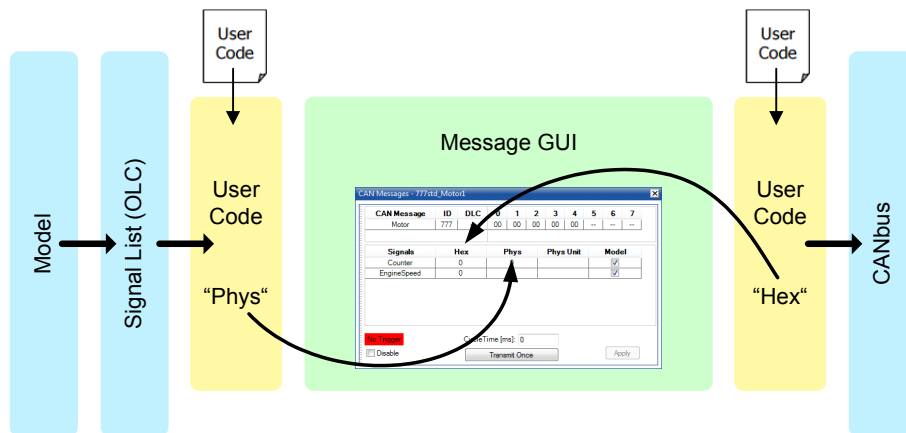 User
Code
User
Code
Model
Signal List (OLC)
User
Code
“Phys“
Message GUI
CAN Messages - 777std_Motor1
CAN Message ID DLC 0 1 2 3 4 5 6 7
Motor 777 00 00 00 00 00 -- -- --
Signals Hex Phys Phys Unit Model
Counter 0
EngineSpeed 0
No Trigger
CycleTime [ms]: 0
Disable
Transmit Once
Apply
User
Code
“Hex“
CANbus